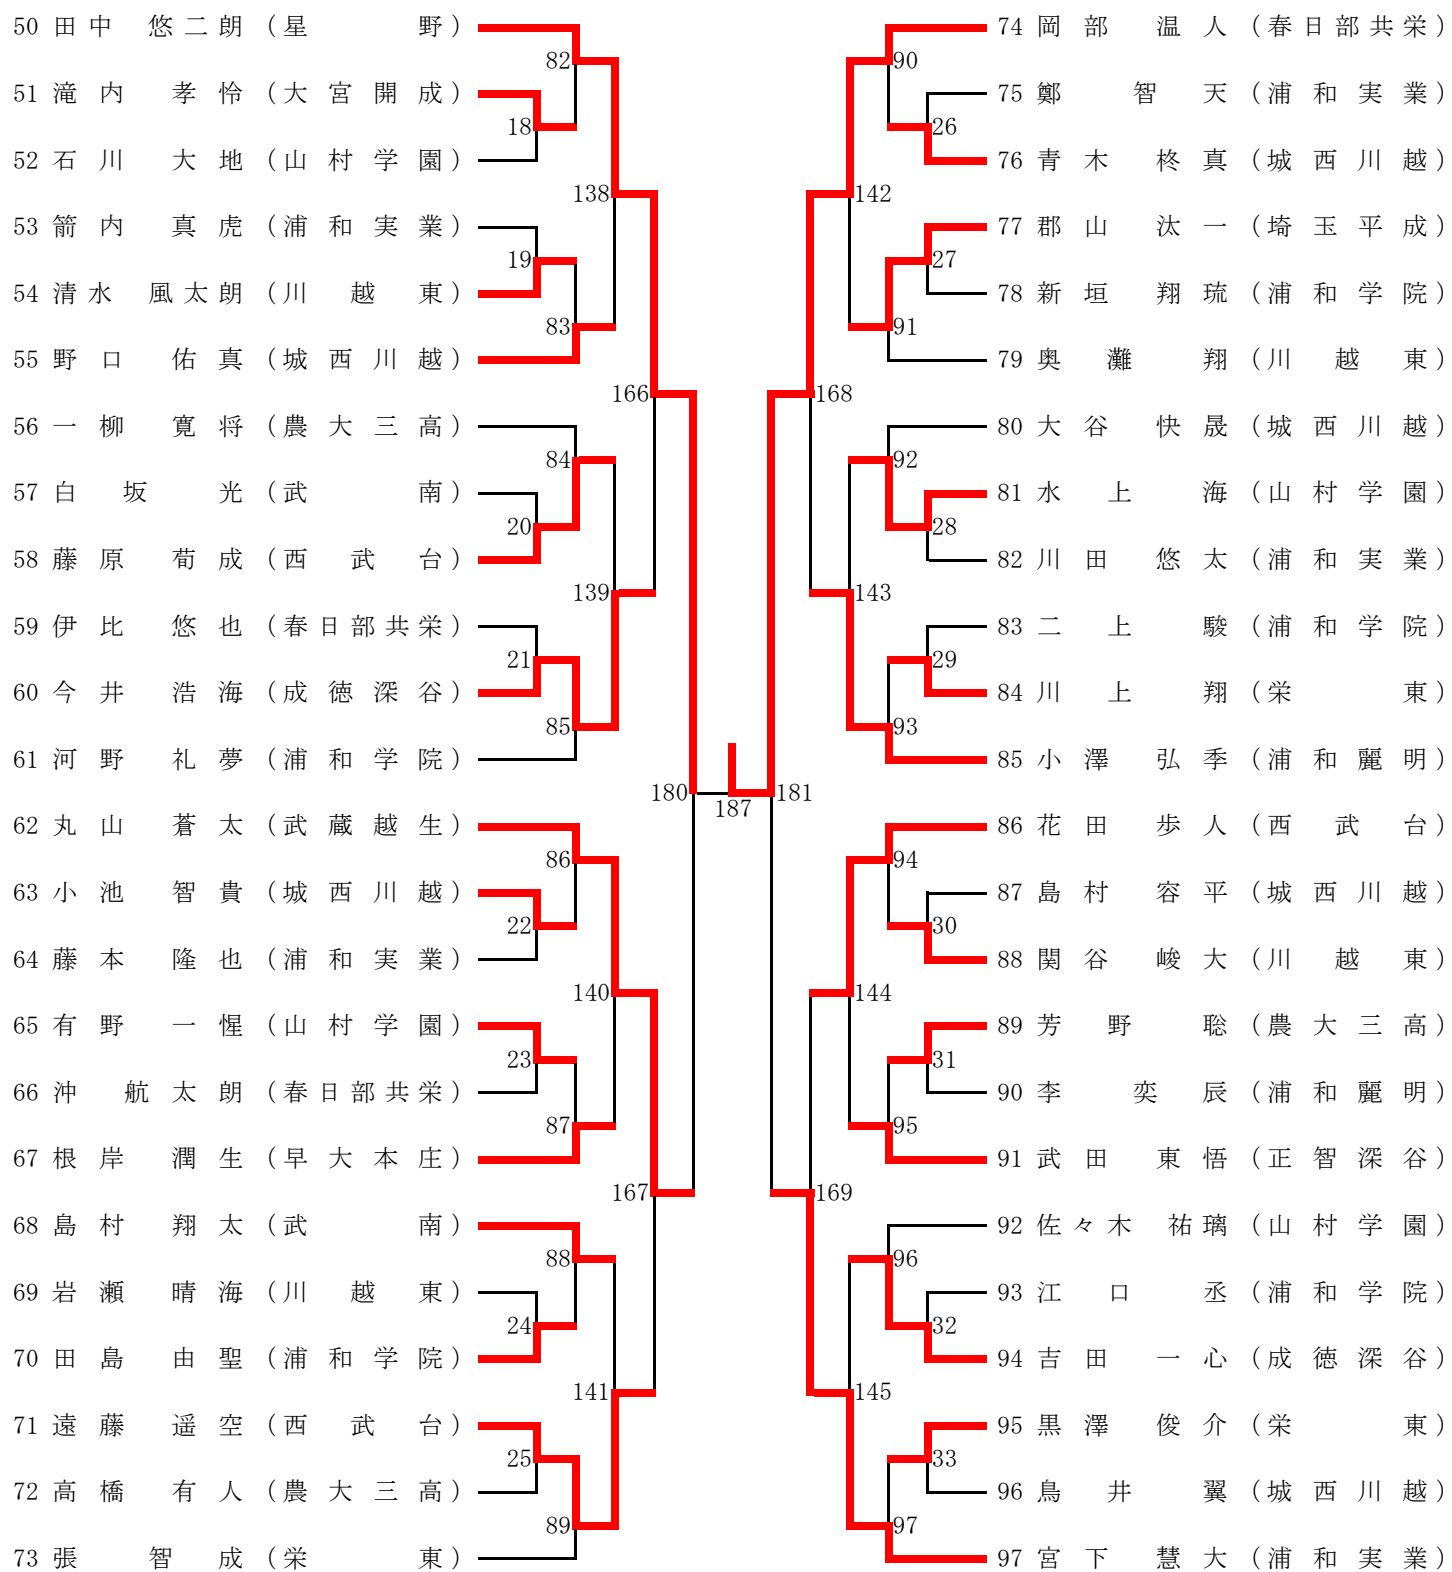 50 田中 悠二朗 (星 野)
82
51 滝内 孝怜 (大宮開成)
18
52 石川 大地 (山村学園)
138
53 箭内 真虎 (浦和実業)
19
54 清水 風太朗 (川越東)
83
55 野口 佑真 (城西川越)
166
56 一柳 寛将 (農大三高)
84
57 白坂 光 (武 南)
20
58 藤原 荀成 (西武台)
139
59 伊比 悠也 (春日部共栄)
21
60 今井 浩海 (成徳深谷)
85
61 河野 礼夢 (浦和学院)
180
62 丸山 蒼太 (武蔵越生)
86
63 小池 智貴 (城西川越)
22
64 藤本 隆也 (浦和実業)
140
65 有野 一惺 (山村学園)
23
66 沖 航太朗 (春日部共栄)
87
67 根岸 潤生 (早大本庄)
167
68 島村 翔太 (武 南)
88
69 岩瀬 晴海 (川越東)
24
70 田島 由聖 (浦和学院)
141
71 遠藤 遥空 (西武台)
25
72 高橋 有人 (農大三高)
89
73 張 智成 (栄 東)
187
74 岡部 温人 (春日部共栄)
90
75 鄭 智天 (浦和実業)
26
76 青木 柊真 (城西川越)
142
77 郡山 汰一 (埼玉平成)
27
78 新垣 翔琉 (浦和学院)
91
79 奥灘 翔 (川越東)
168
80 大谷 快晟 (城西川越)
92
81 水上 海 (山村学園)
28
82 川田 悠太 (浦和実業)
143
83 二上 駿 (浦和学院)
29
84 川上 翔 (栄 東)
93
85 小澤 弘季 (浦和麗明)
181
86 花田 歩人 (西武台)
94
87 島村 容平 (城西川越)
30
88 関谷 峻大 (川越東)
144
89 芳野 聡 (農大三高)
31
90 李 奕辰 (浦和麗明)
95
91 武田 東悟 (正智深谷)
169
92 佐々木 祐璃 (山村学園)
96
93 江口 丞 (浦和学院)
32
94 吉田 一心 (成徳深谷)
145
95 黒澤 俊介 (栄 東)
33
96 鳥井 翼 (城西川越)
97
97 宮下 慧大 (浦和実業)